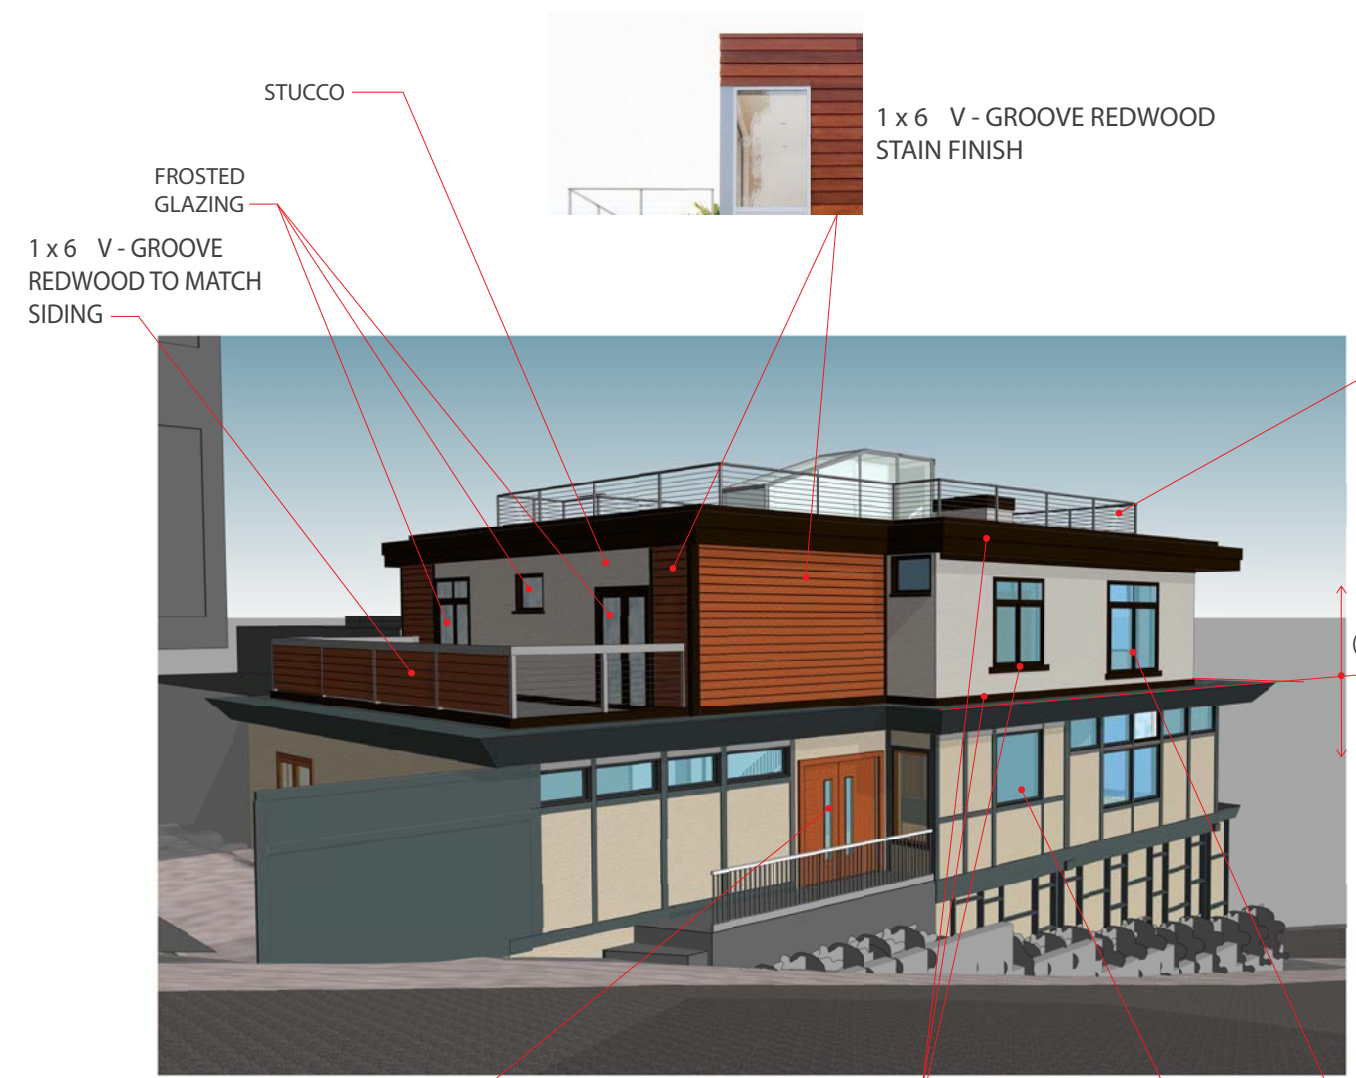 STUCCO
1 x 6 V - GROOVE REDWOOD
STAIN FINISH
FROSTED
GLAZING
1 x 6 V - GROOVE
REDWOOD TO MATCH
SIDING
(